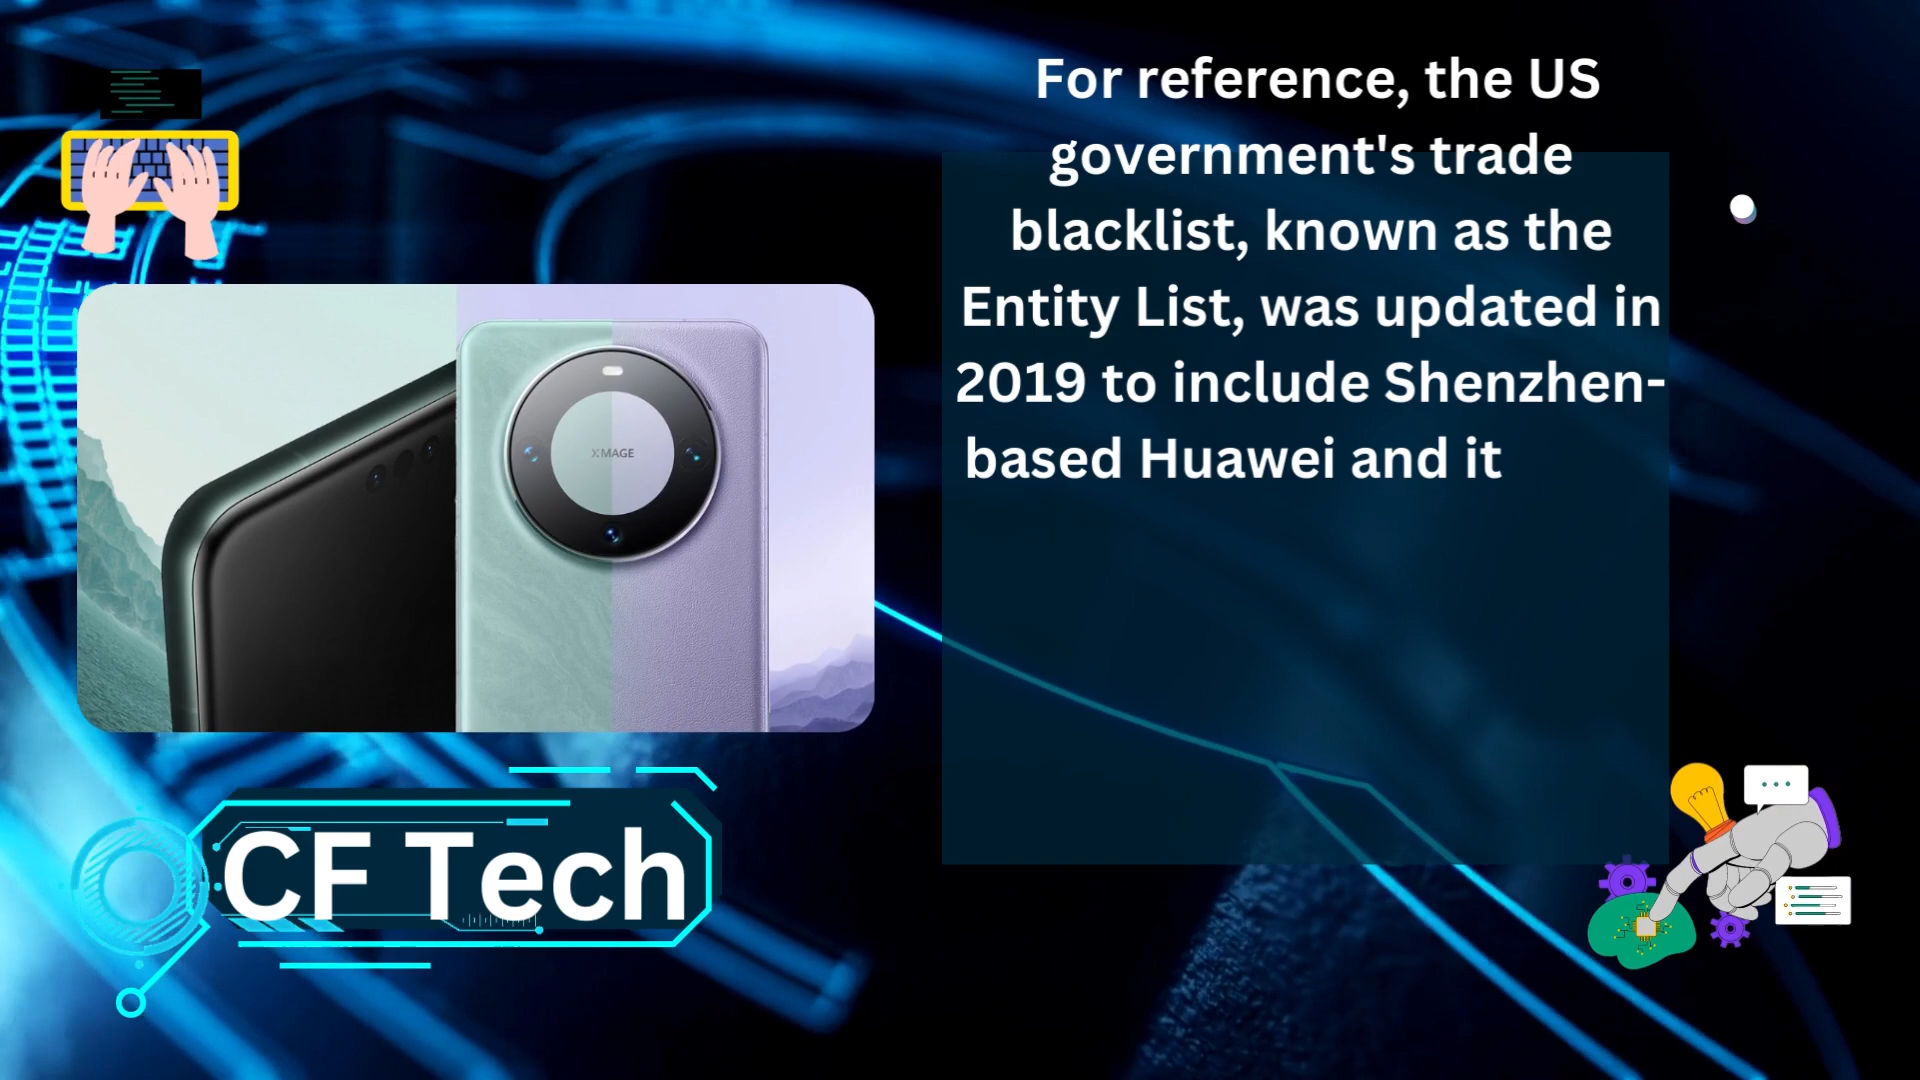 For reference, the US
government's trade
blacklist, known as the
Entity List, was updated in
2019 to include Shenzhen-
based Huawei and it
XMAGE
CF Tech